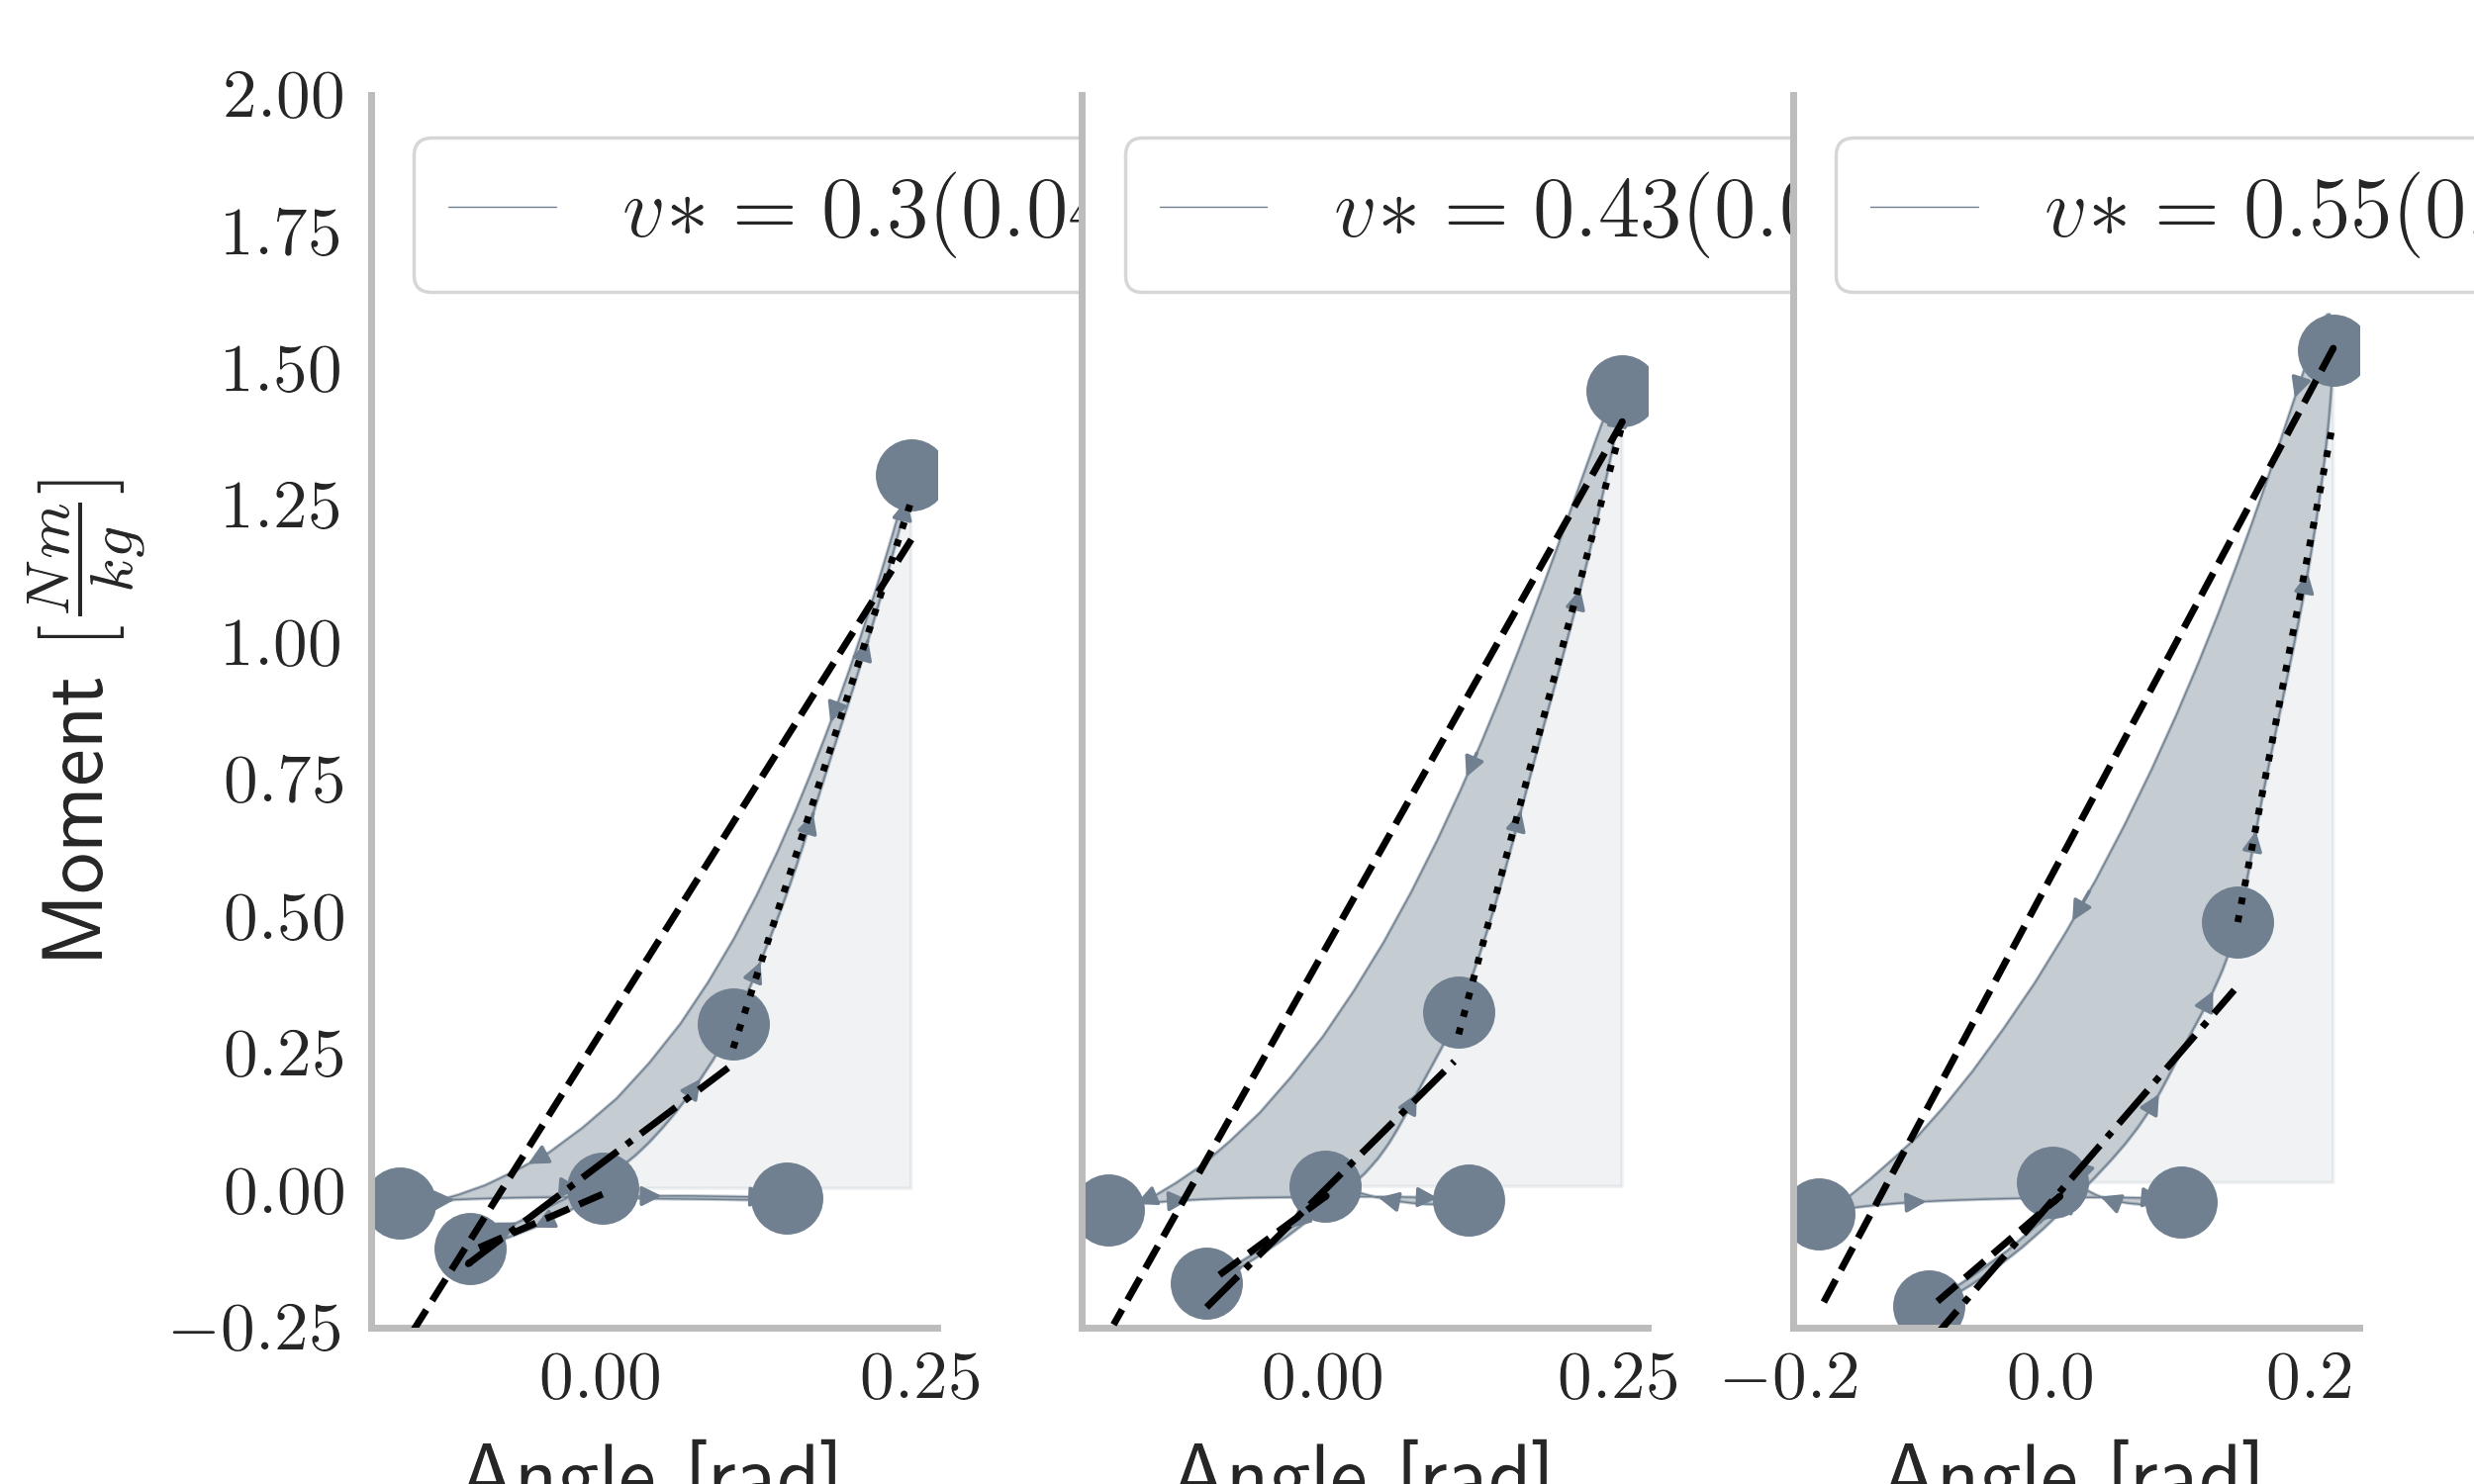 2.00
1.75
1.50
1.25
1.00
0.75
0.50
0.25
0.00
−0.25
Moment [Nm/kg]
v* = 0.3(0.04
v* = 0.43(0.0
v* = 0.55(0.
0.00 0.25
0.00 0.25
−0.2 0.0 0.2
Angle [rad]
Angle [rad]
Angle [rad]